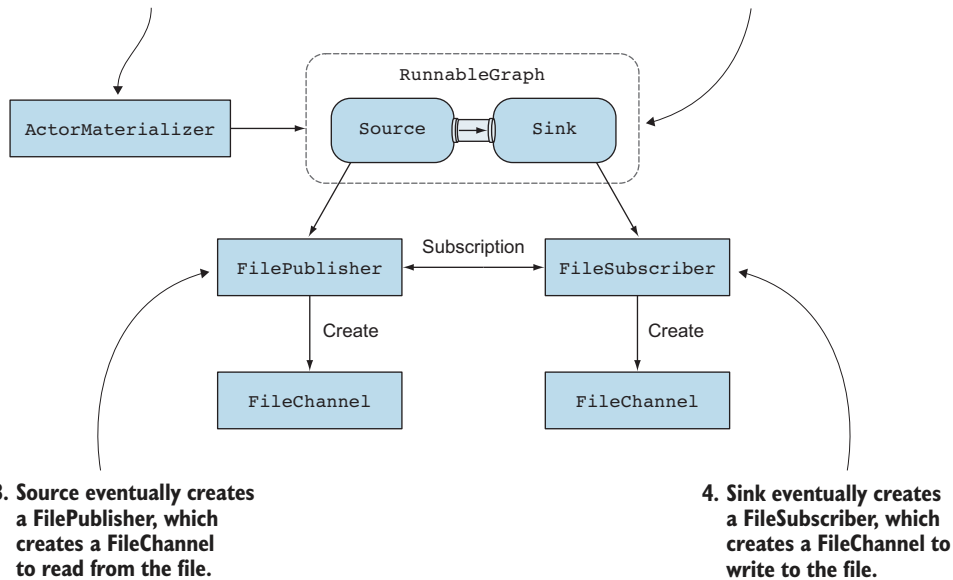 RunnableGraph
ActorMaterializer
Source
Sink
Subscription
FilePublisher
FileSubscriber
Create
Create
FileChannel
FileChannel
3. Source eventually creates
a FilePublisher, which
creates a FileChannel
to read from the file.
4. Sink eventually creates
a FileSubscriber, which
creates a FileChannel to
write to the file.